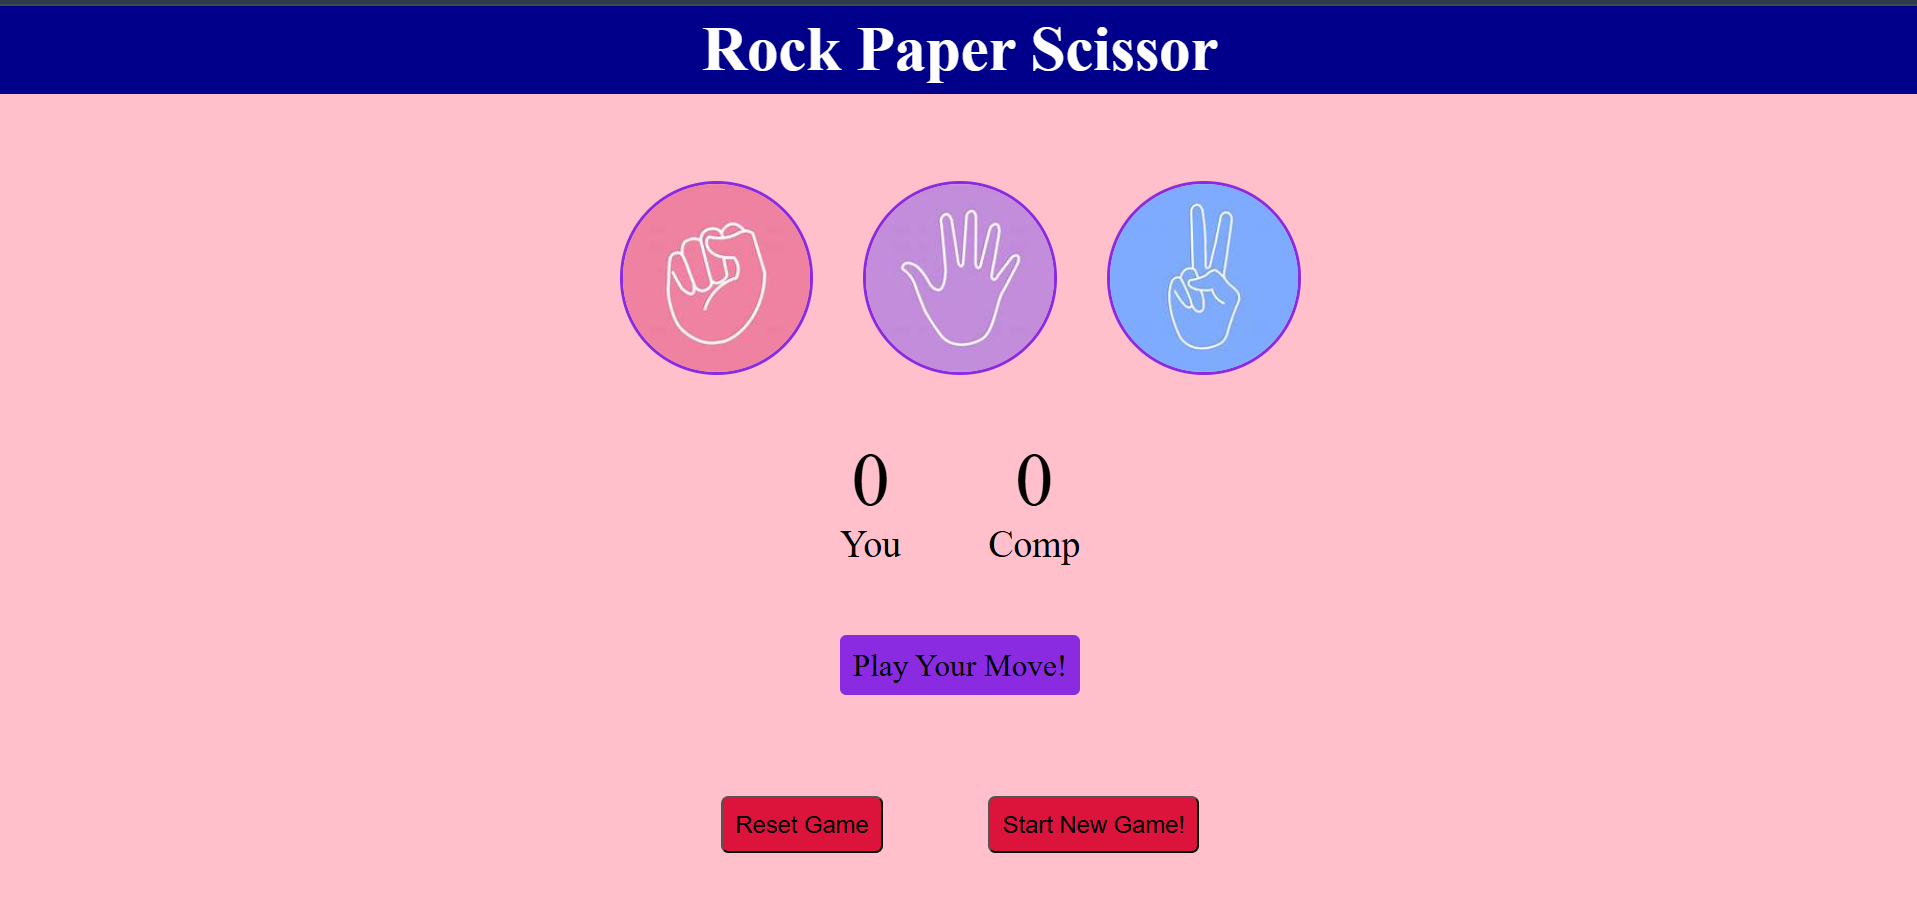 Rock Paper Scissor
0 0
You Comp
Play Your Move!
Reset Game Start New Game!